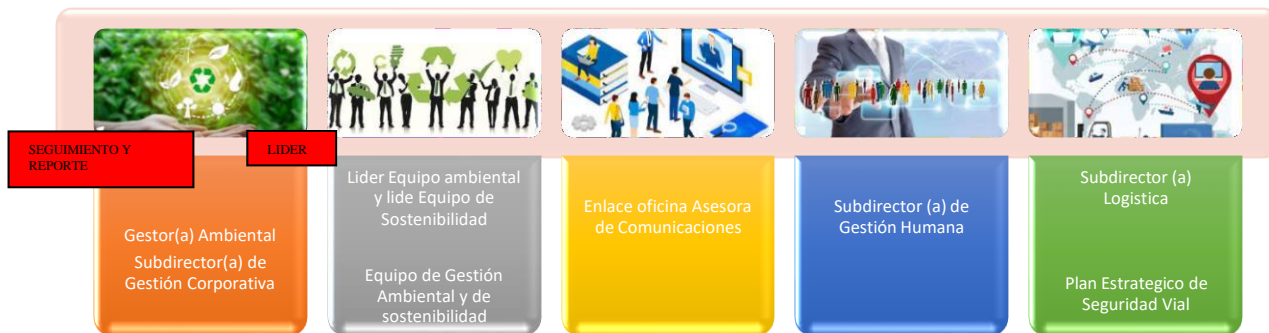 SEGUIMIENTO Y
REPORTE
LIDER
Gestor(a) Ambiental
Subdirector(a) de
Gestión Corporativa
Lider Equipo ambiental
y lide Equipo de
Sostenibilidad
Equipo de Gestión
Ambiental y de
sostenibilidad
Enlace oficina Asesora
de Comunicaciones
Subdirector (a) de
Gestión Humana
Subdirector (a)
Logistica
Plan Estrategico de
Seguridad Vial